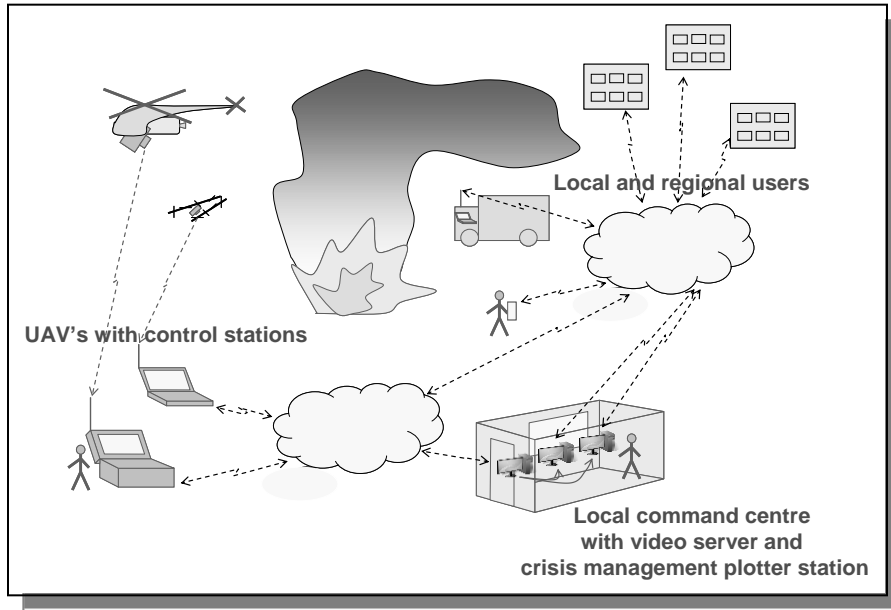 Local and regional users
UAV's with control stations
Local command centre
with video server and
crisis management plotter station